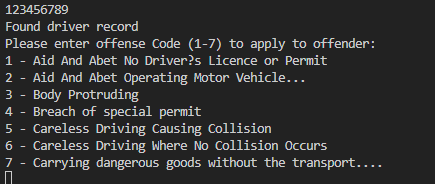 123456789
Found driver record
Please enter offense Code (1-7) to apply to offender:
1 - Aid And Abet No Driver?s Licence or Permit
2 - Aid And Abet Operating Motor Vehicle...
3 - Body Protruding
4 - Breach of special permit
5 - Careless Driving Causing Collision
6 - Careless Driving Where No Collision Occurs
7 - Carrying dangerous goods without the transport....